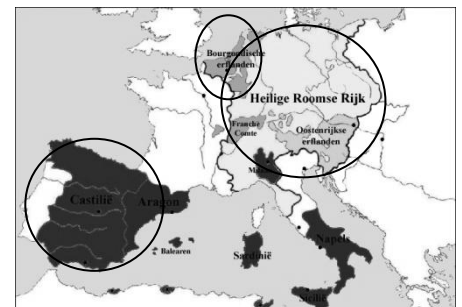 Bourgondische
erflanden
Heilige Roomse Rijk
Franche
Comte
Oostenrijkse
erflanden
Castilië
Aragon
Balearen
Sardinië
Napels
Sicilië